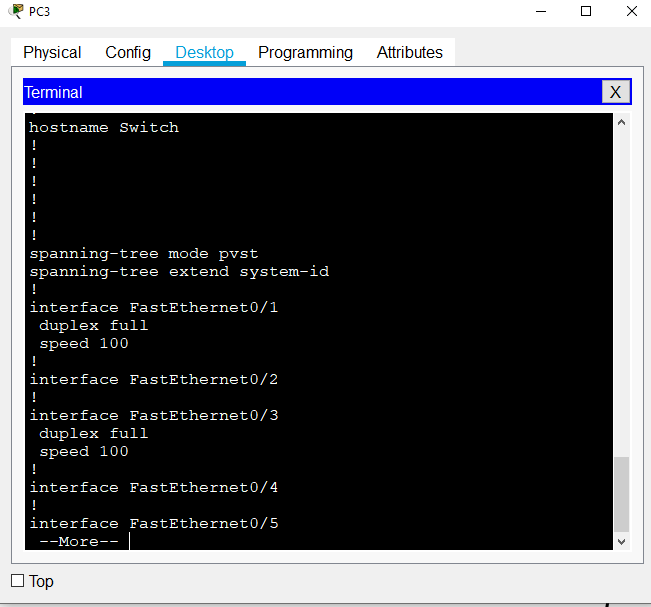 PC3
Physical Config Desktop Programming Attributes
Terminal X
hostname Switch
!
!
!
!
!
!
spanning-tree mode pvst
spanning-tree extend system-id
!
interface FastEthernet0/1
duplex full
speed 100
!
interface FastEthernet0/2
!
interface FastEthernet0/3
duplex full
speed 100
!
interface FastEthernet0/4
!
interface FastEthernet0/5
--More--
Top